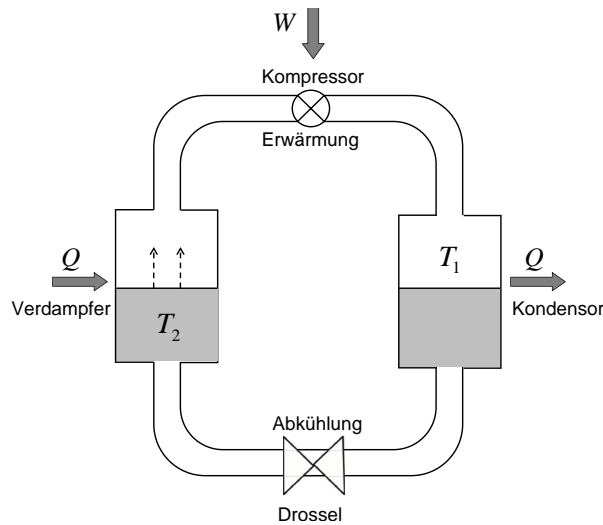 W
Kompressor
Erwärmung
Q
T₁
Q
Verdampfer
T₂
Kondensor
Abkühlung
Drossel